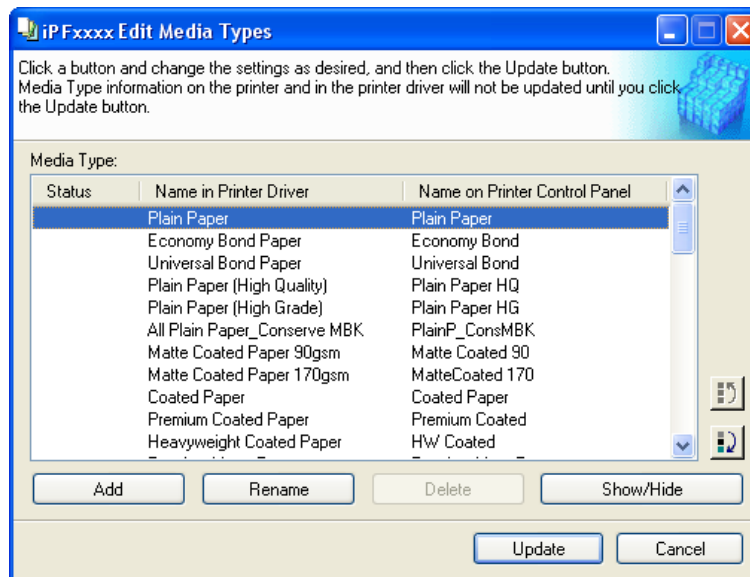 iPFxxxx Edit Media Types
Click a button and change the settings as desired, and then click the Update button.
Media Type information on the printer and in the printer driver will not be updated until you click
the Update button.
Media Type:
Status Name in Printer Driver Name on Printer Control Panel
Plain Paper Plain Paper
Economy Bond Paper Economy Bond
Universal Bond Paper Universal Bond
Plain Paper (High Quality) Plain Paper HQ
Plain Paper (High Grade) Plain Paper HG
All Plain Paper_Conserve MBK PlainP_ConsMBK
Matte Coated Paper 90gsm Matte Coated 90
Matte Coated Paper 170gsm MatteCoated 170
Coated Paper Coated Paper
Premium Coated Paper Premium Coated
Heavyweight Coated Paper HW Coated
Add Rename Delete Show/Hide
Update Cancel